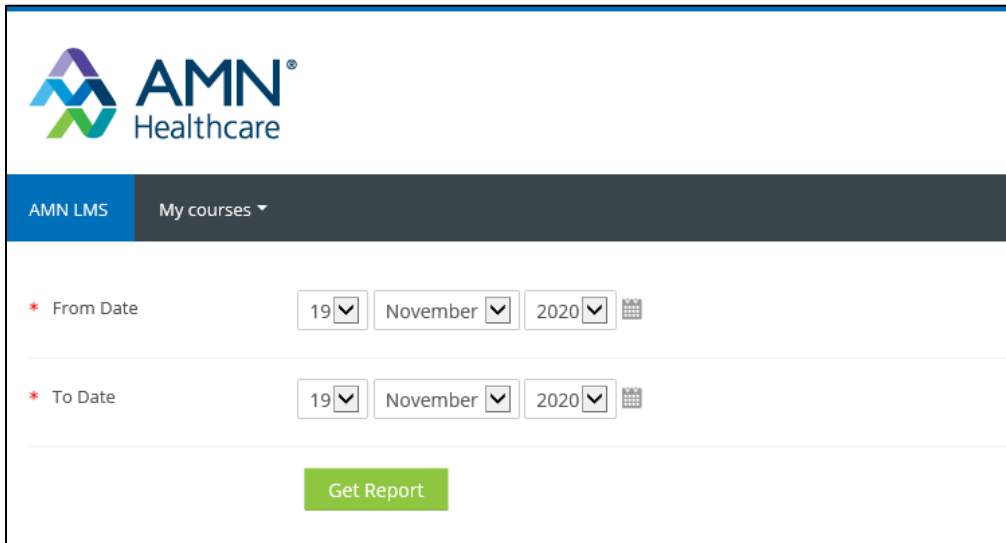 AMN®
Healthcare
AMN LMS My courses
* From Date 19 November 2020
* To Date 19 November 2020
Get Report